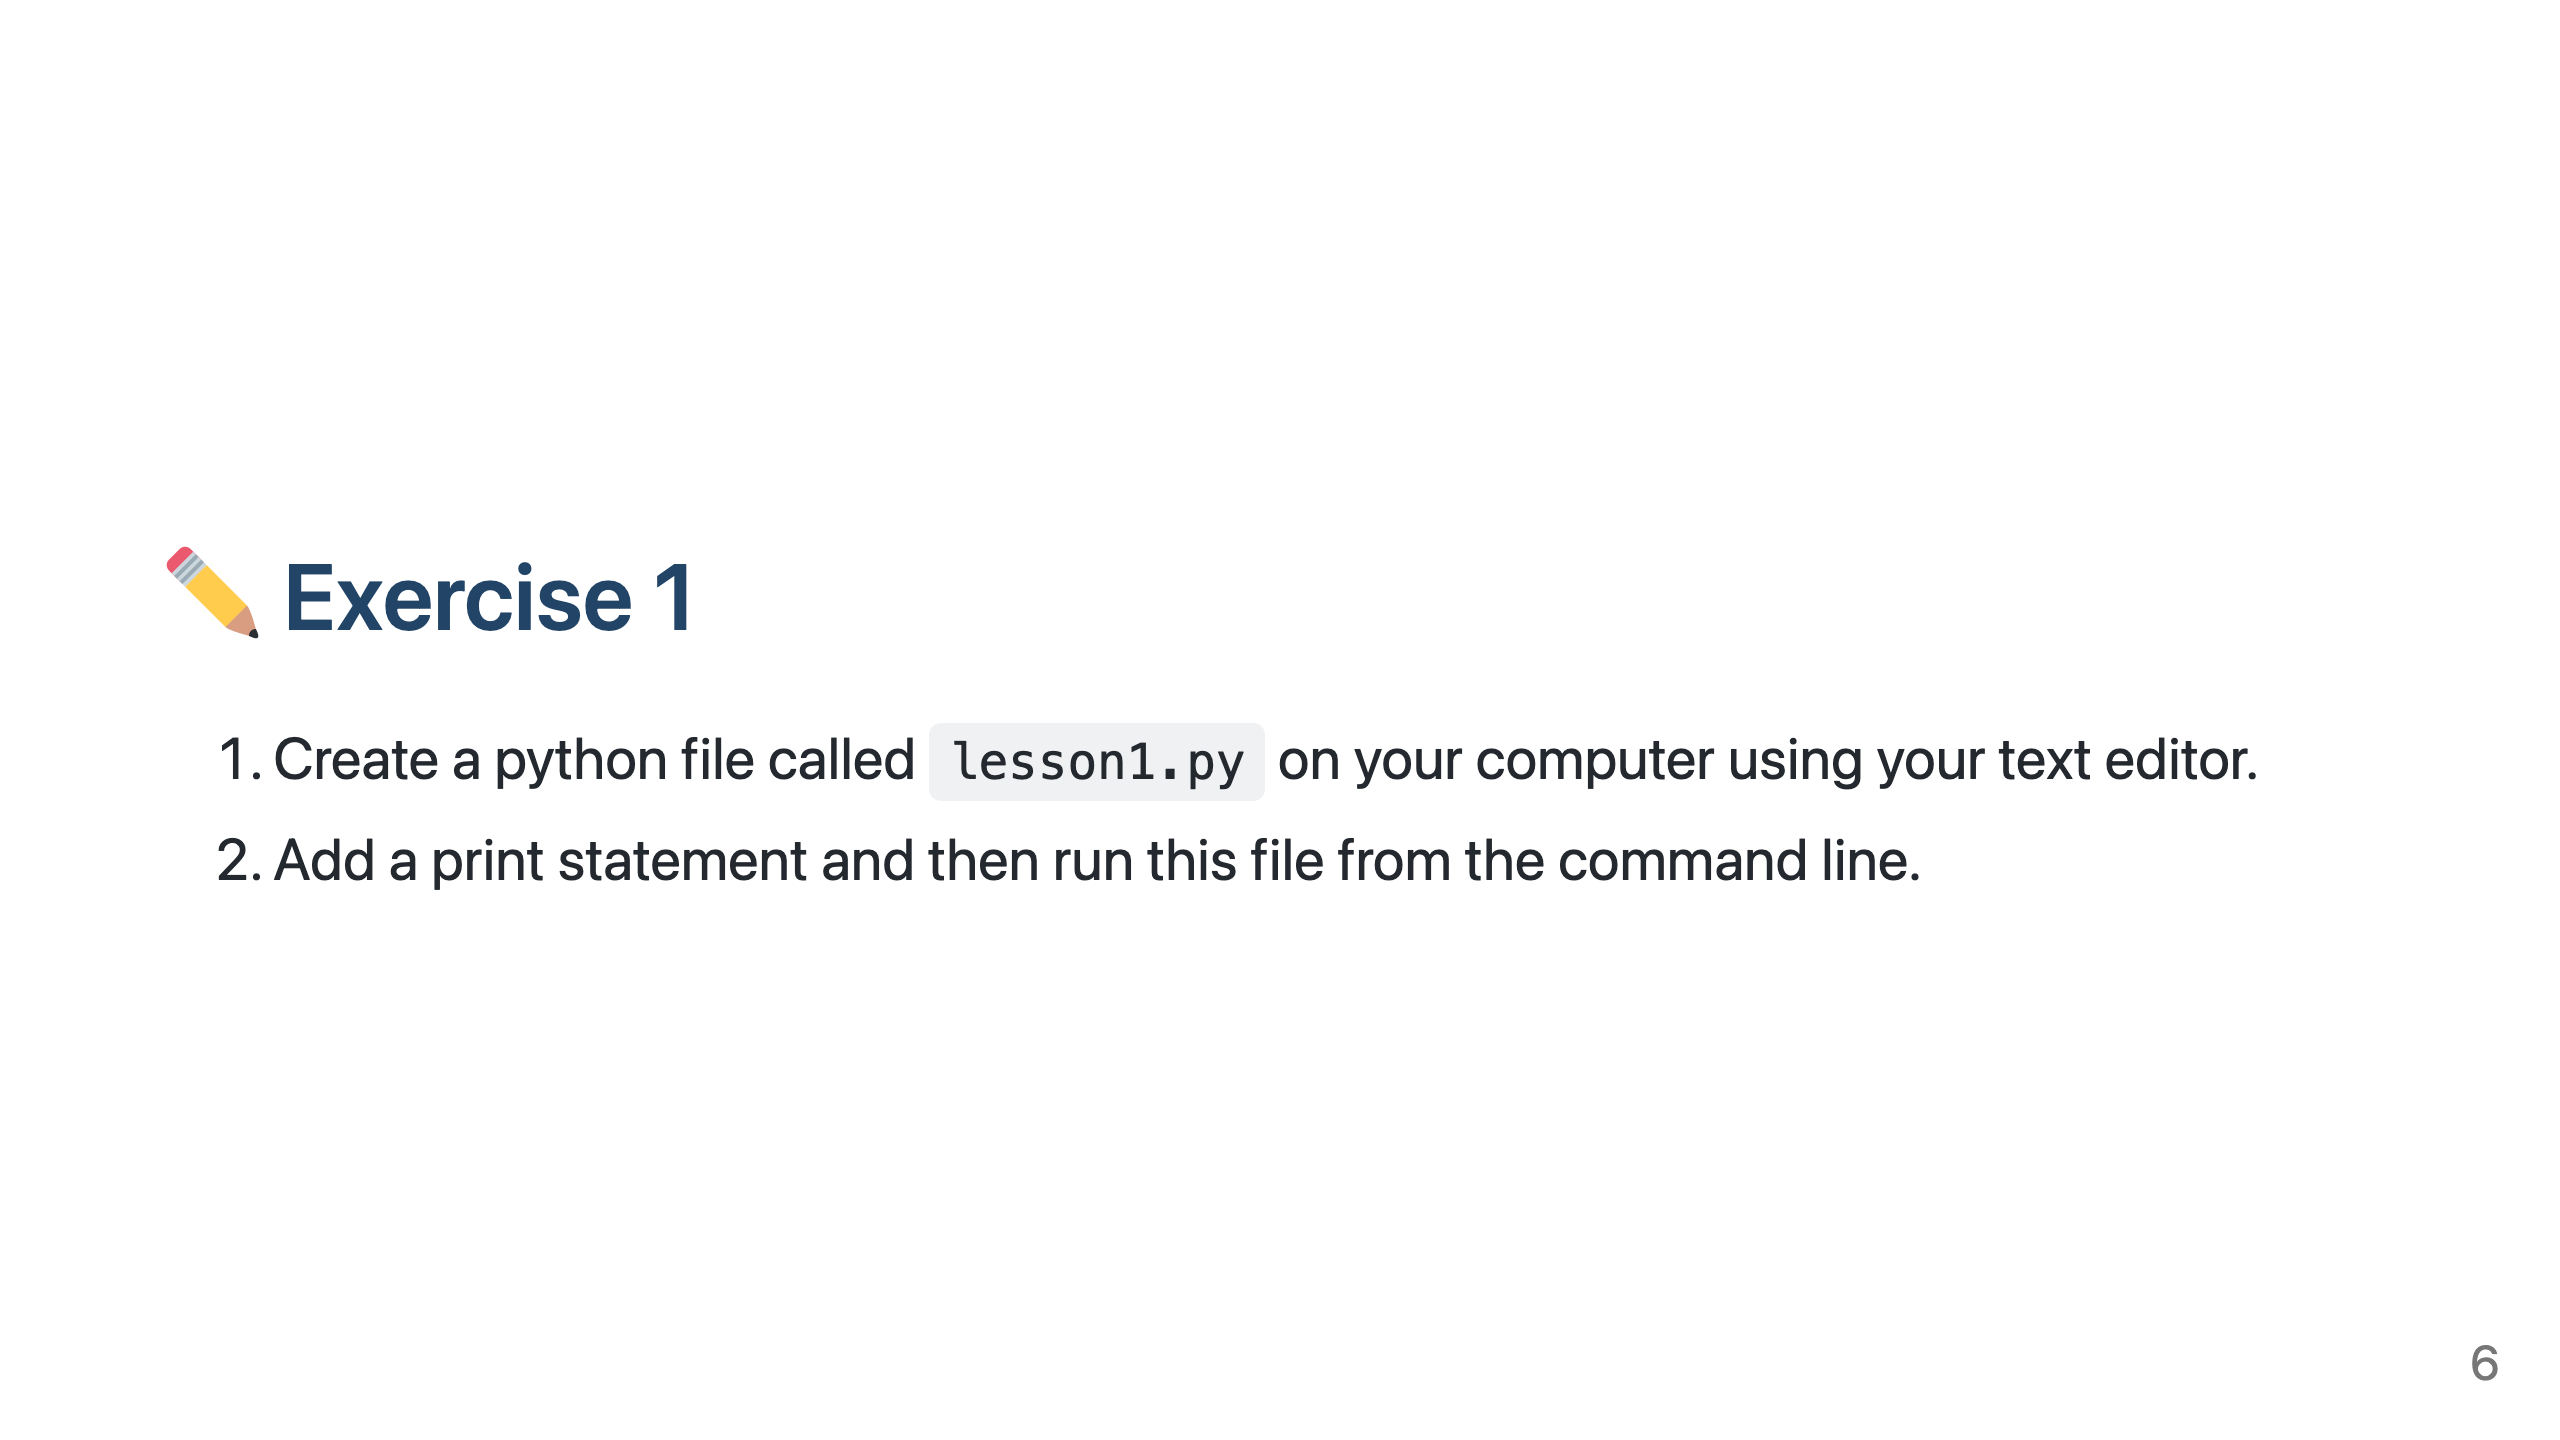 ✏️ Exercise 1
1. Create a python file called lesson1.py on your computer using your text editor.
2. Add a print statement and then run this file from the command line.
6